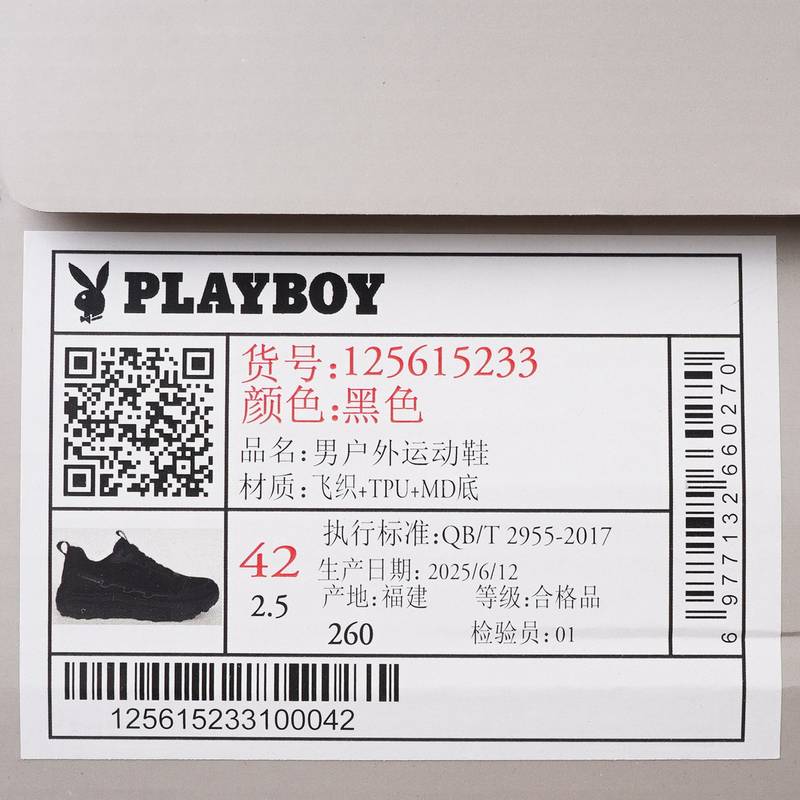 PLAYBOY
货号:125615233
颜色:黑色
品名:男户外运动鞋
材质:飞织+TPU+MD底
42
2.5
执行标准:QB/T 2955-2017
生产日期: 2025/6/12
产地:福建 等级:合格品
260 检验员:01
6 977132 660270
125615233100042